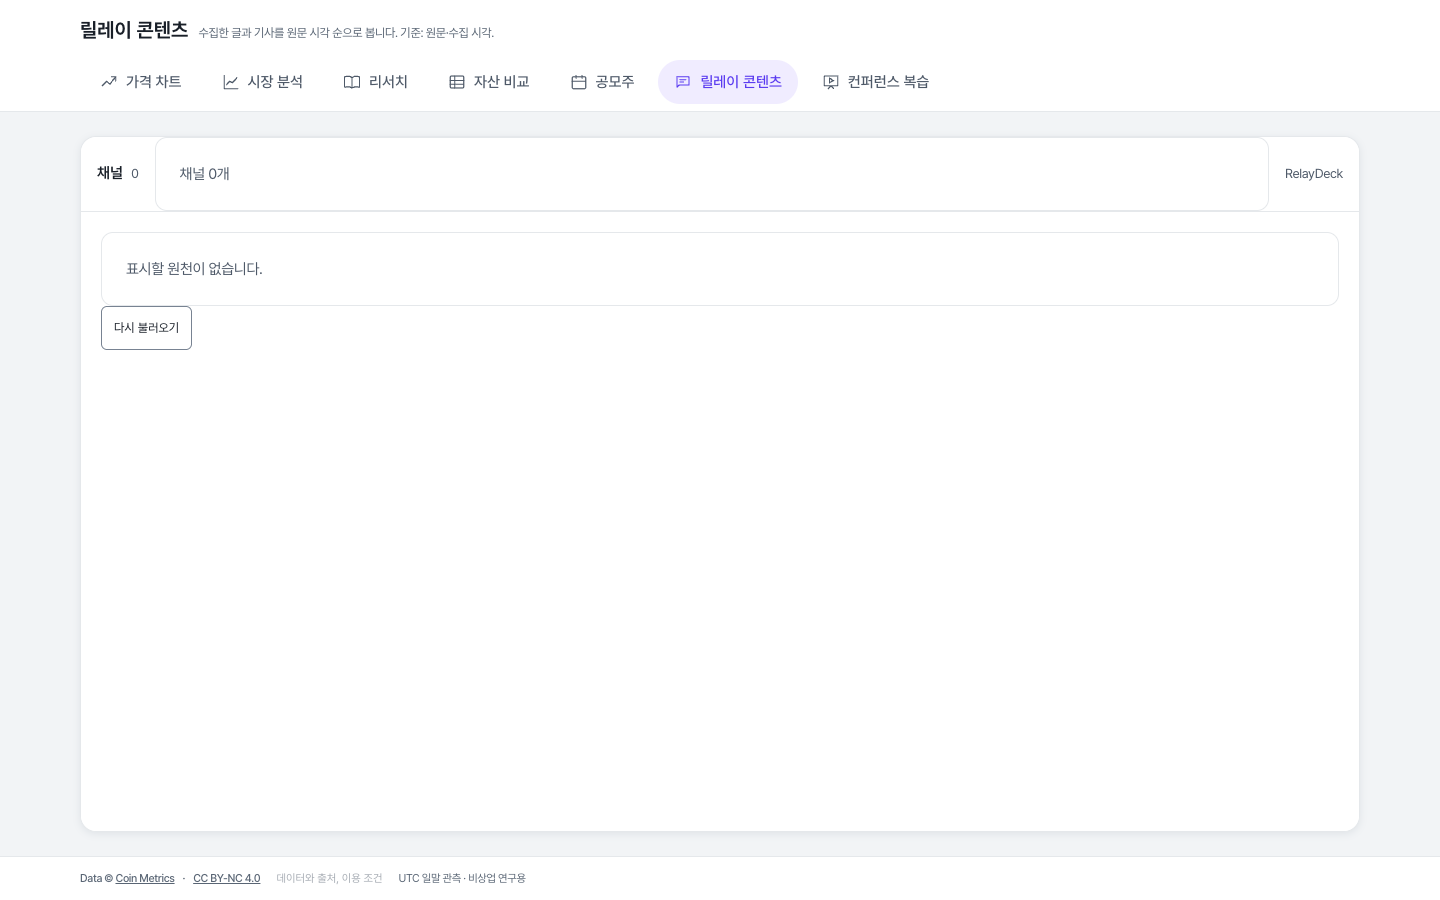 릴레이 콘텐츠 수집한 글과 기사를 원문 시각 순으로 봅니다. 기준: 원문·수집 시각.
가격 차트 시장 분석 리서치 자산 비교 공모주 릴레이 콘텐츠 컨퍼런스 복습
채널 0 채널 0개 RelayDeck
표시할 원천이 없습니다.
다시 불러오기
Data © Coin Metrics · CC BY-NC 4.0 데이터와 출처, 이용 조건 UTC 일말 관측 · 비상업 연구용